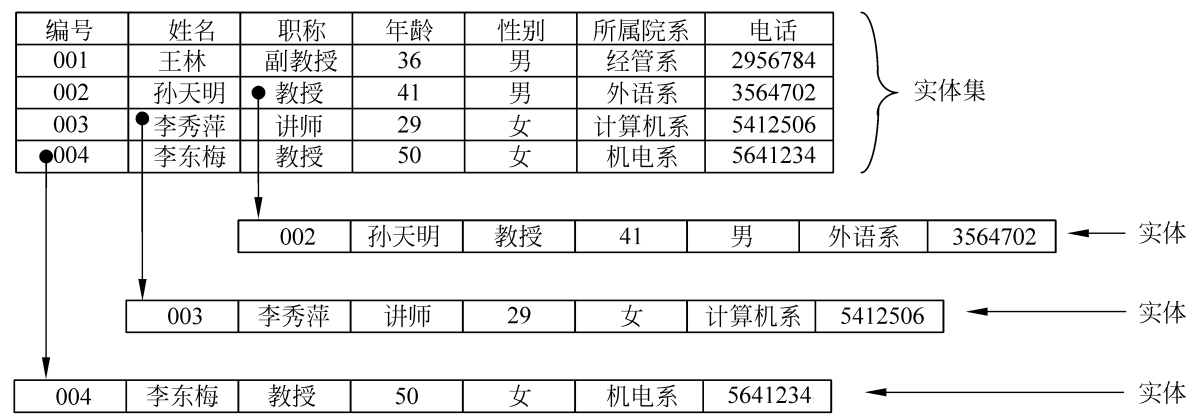 编号 姓名 职称 年龄 性别 所属院系 电话
001 王林 副教授 36 男 经管系 2956784
002 孙天明 教授 41 男 外语系 3564702
实体集
003 李秀萍 讲师 29 女 计算机系 5412506
004 李东梅 教授 50 女 机电系 5641234
002 孙天明 教授 41 男 外语系 3564702 实体
003 李秀萍 讲师 29 女 计算机系 5412506 实体
004 李东梅 教授 50 女 机电系 5641234 实体